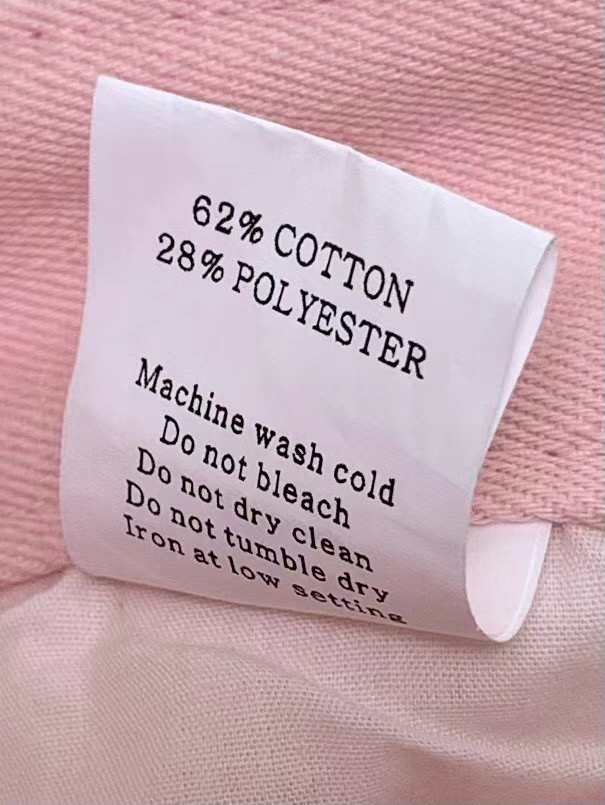 62% COTTON
28% POLYESTER
Machine wash cold
Do not bleach
Do not dry clean
Do not tumble dry
Iron at low setting